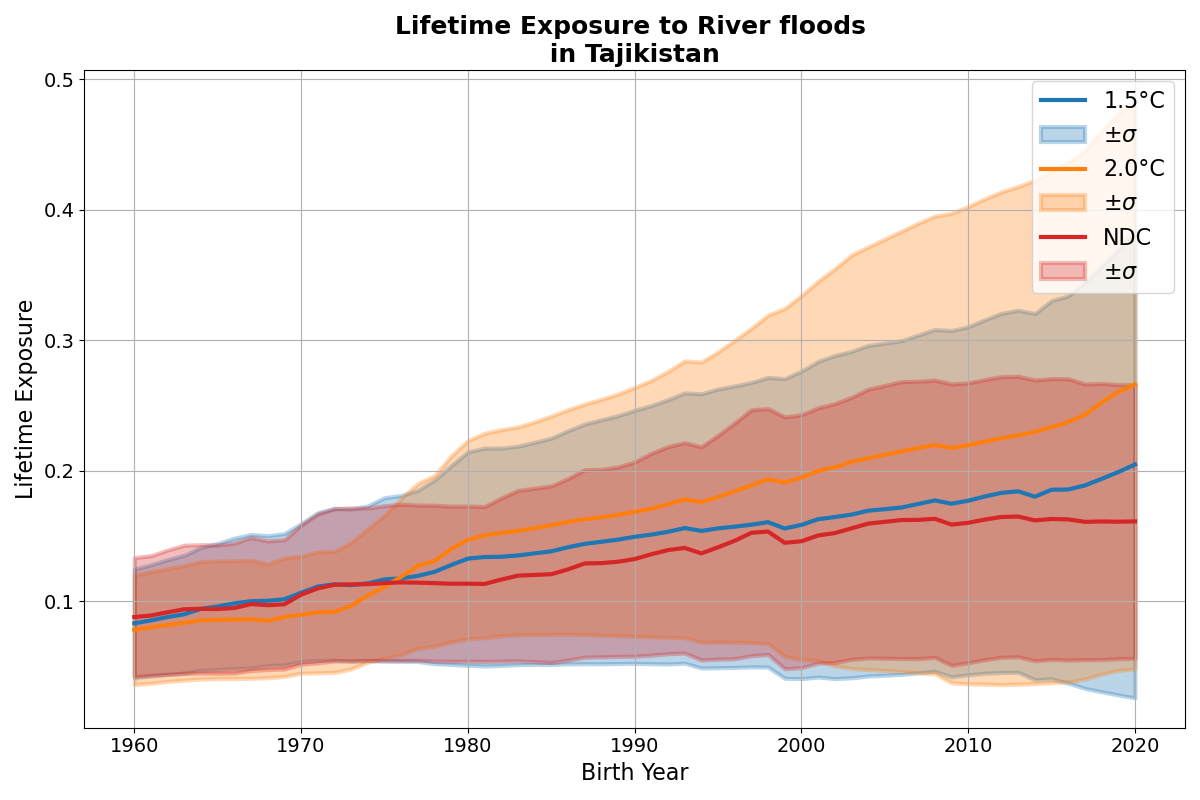 Lifetime Exposure to River floods
in Tajikistan
0.5
0.4
0.3
0.2
0.1
Lifetime Exposure
1960
1970
1980
1990
2000
2010
2020
Birth Year
1.5°C
±σ
2.0°C
±σ
NDC
±σ